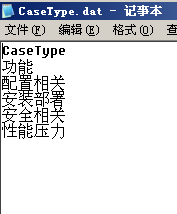 CaseType.dat - 记事本
文件(F) 编辑(E) 格式(O) 查
CaseType
功能
配置相关
安装部署
安全相关
性能压力